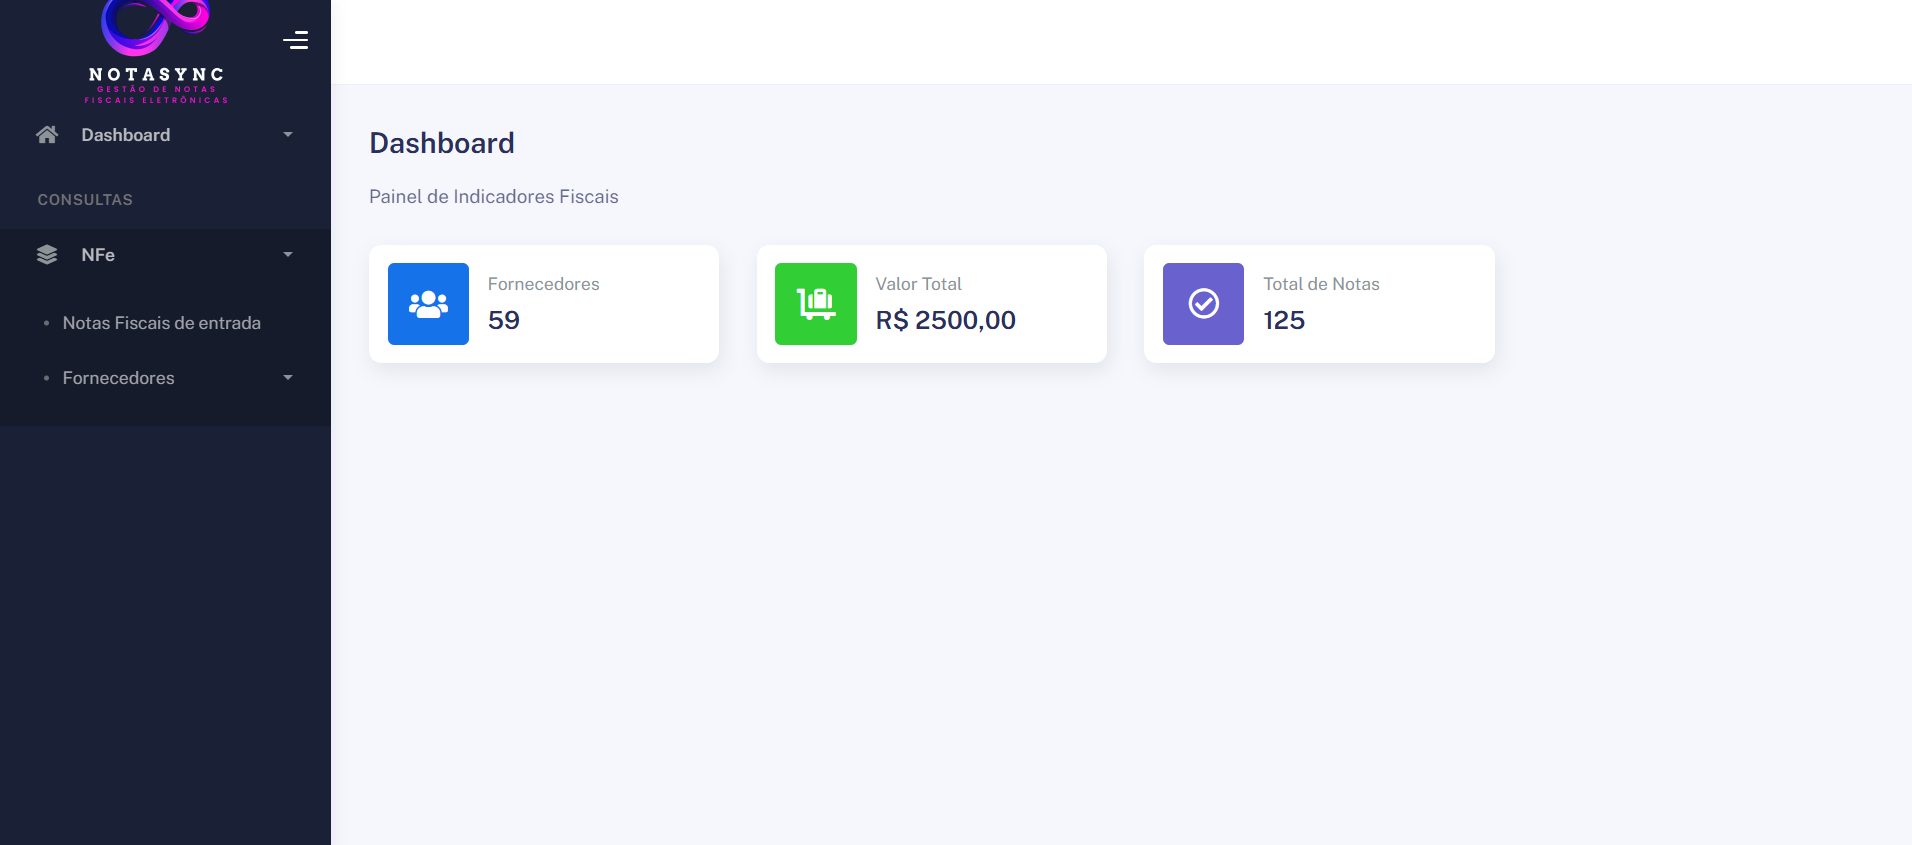 NOTASYNC
GESTÃO DE NOTAS
FISCAIS ELETRÔNICAS
Dashboard
CONSULTAS
NFe
Notas Fiscais de entrada
Fornecedores
Dashboard
Painel de Indicadores Fiscais
Fornecedores
59
Valor Total
R$ 2500,00
Total de Notas
125